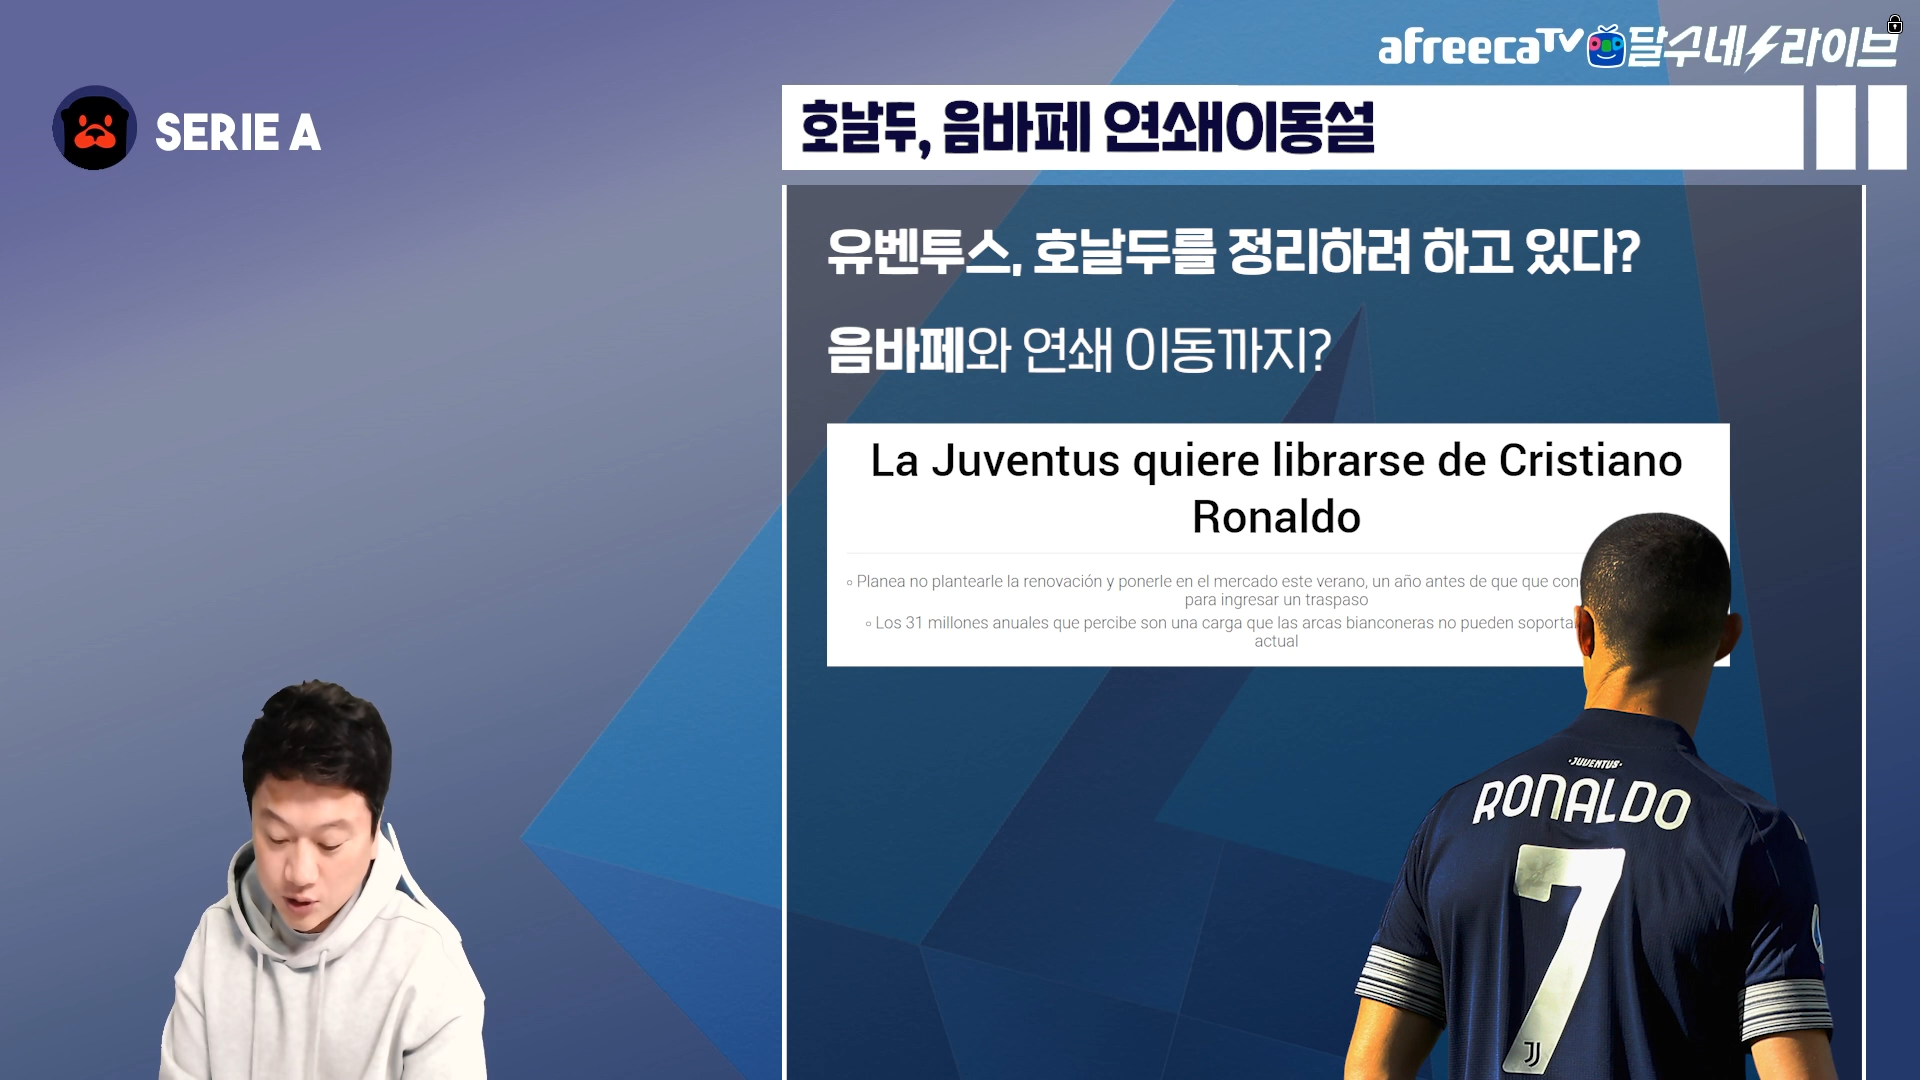 afreecaTV 달수네라이브
SERIE A
호날두, 음바페 연쇄이동설
유벤투스, 호날두를 정리하려 하고 있다?
음바페와 연쇄 이동까지?
La Juventus quiere librarse de Cristiano
Ronaldo
Planea no plantearle la renovación y ponerle en el mercado este verano, un año antes de que que
para ingresar un traspaso
Los 31 millones anuales que percibe son una carga que las arcas bianconeras no pueden
actual
JUVENTUS
RONALDO
7